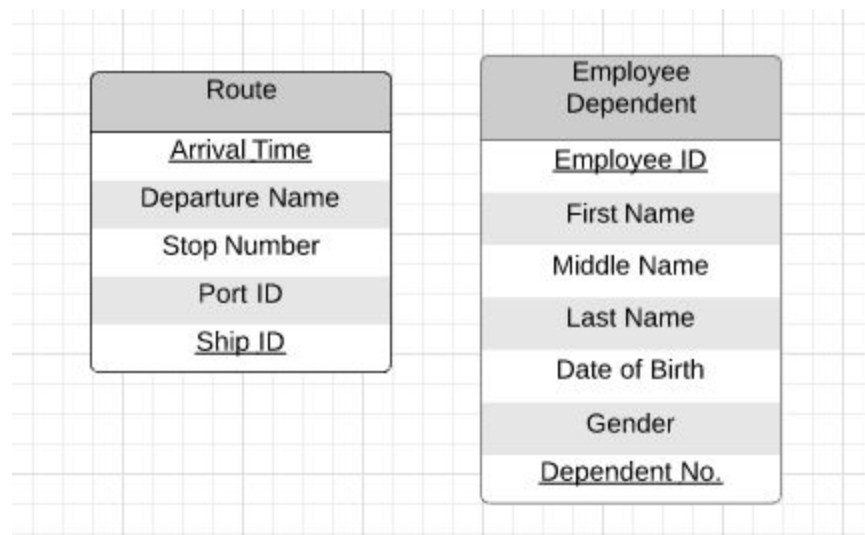 Route
Arrival Time
Departure Name
Stop Number
Port ID
Ship ID
Employee
Dependent
Employee ID
First Name
Middle Name
Last Name
Date of Birth
Gender
Dependent No.